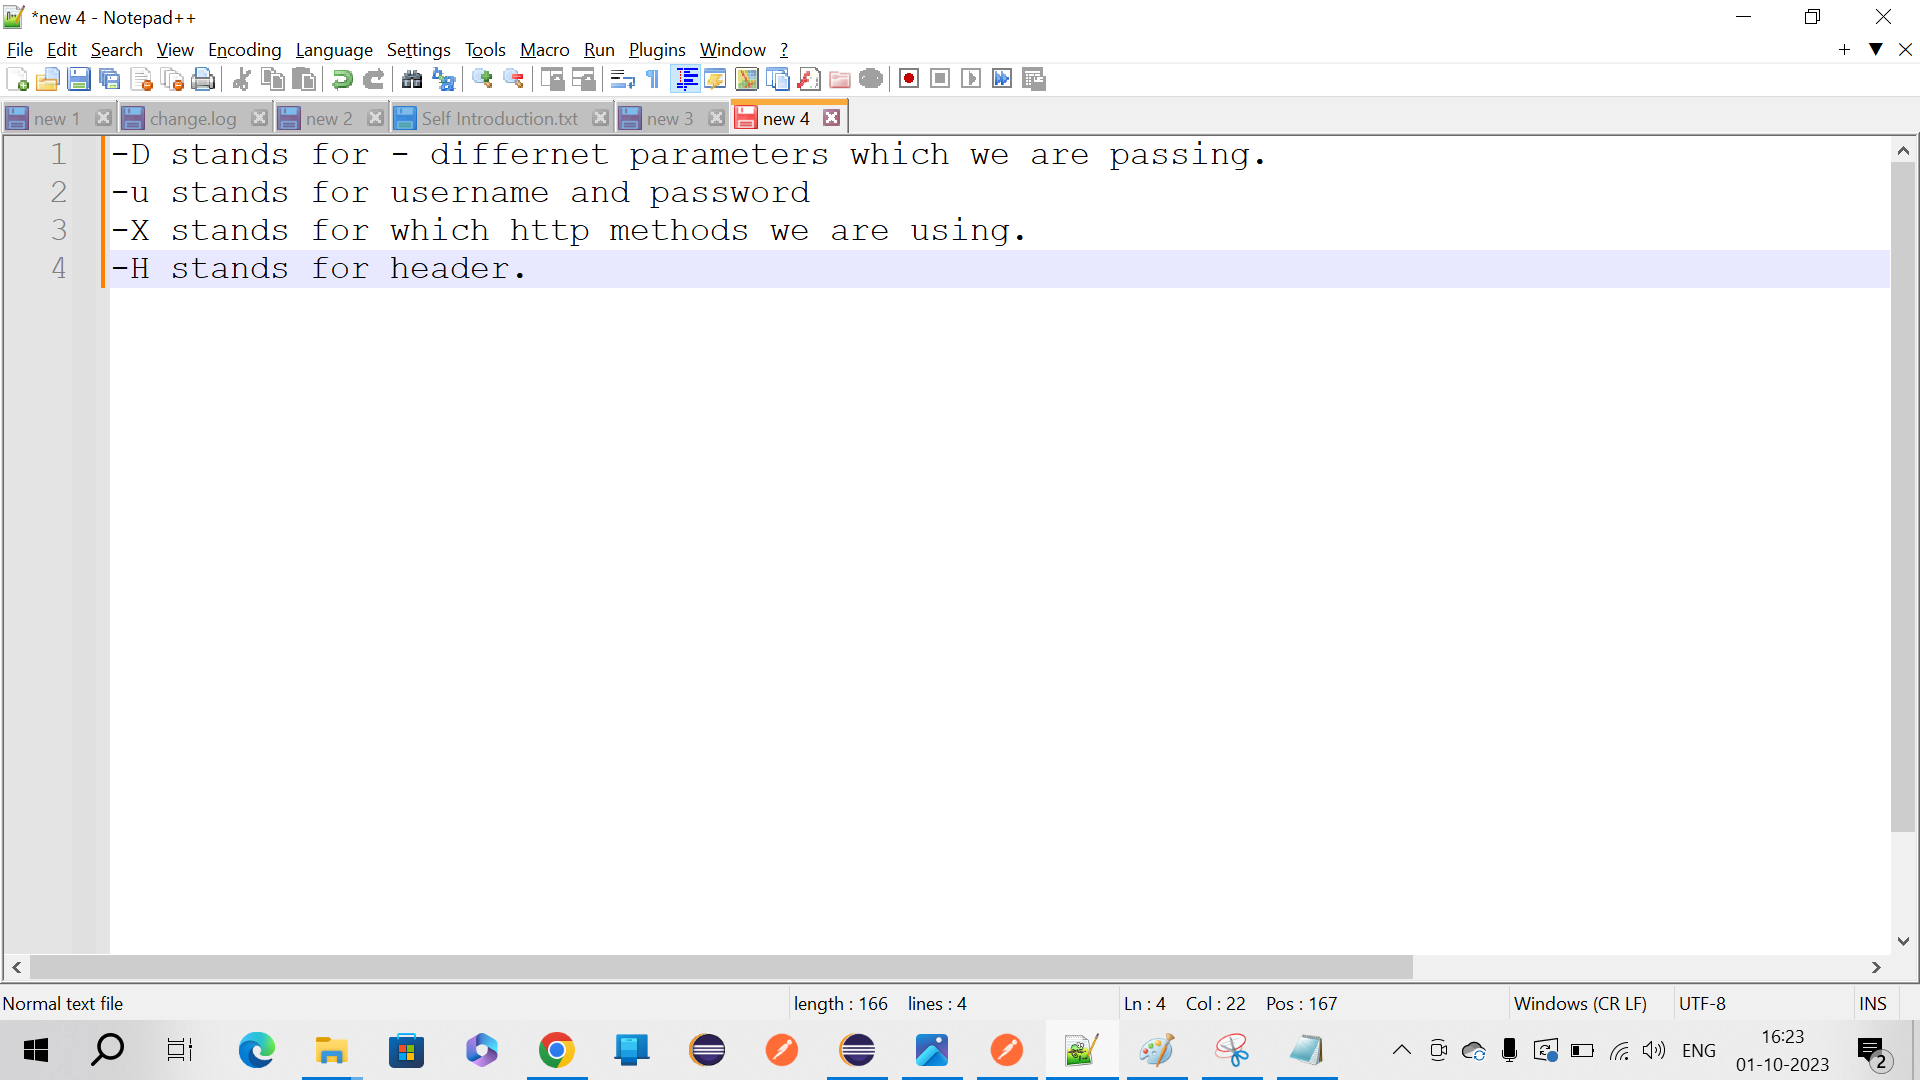 *new 4 - Notepad++
File Edit Search View Encoding Language Settings Tools Macro Run Plugins Window ?
new 1 change.log new 2 Self Introduction.txt new 3 new 4
1 -D stands for - differnet parameters which we are passing.
2 -u stands for username and password
3 -X stands for which http methods we are using.
4 -H stands for header.
Normal text file length : 166 lines : 4 Ln : 4 Col : 22 Pos : 167 Windows (CR LF) UTF-8 INS
ENG 16:23
01-10-2023 2